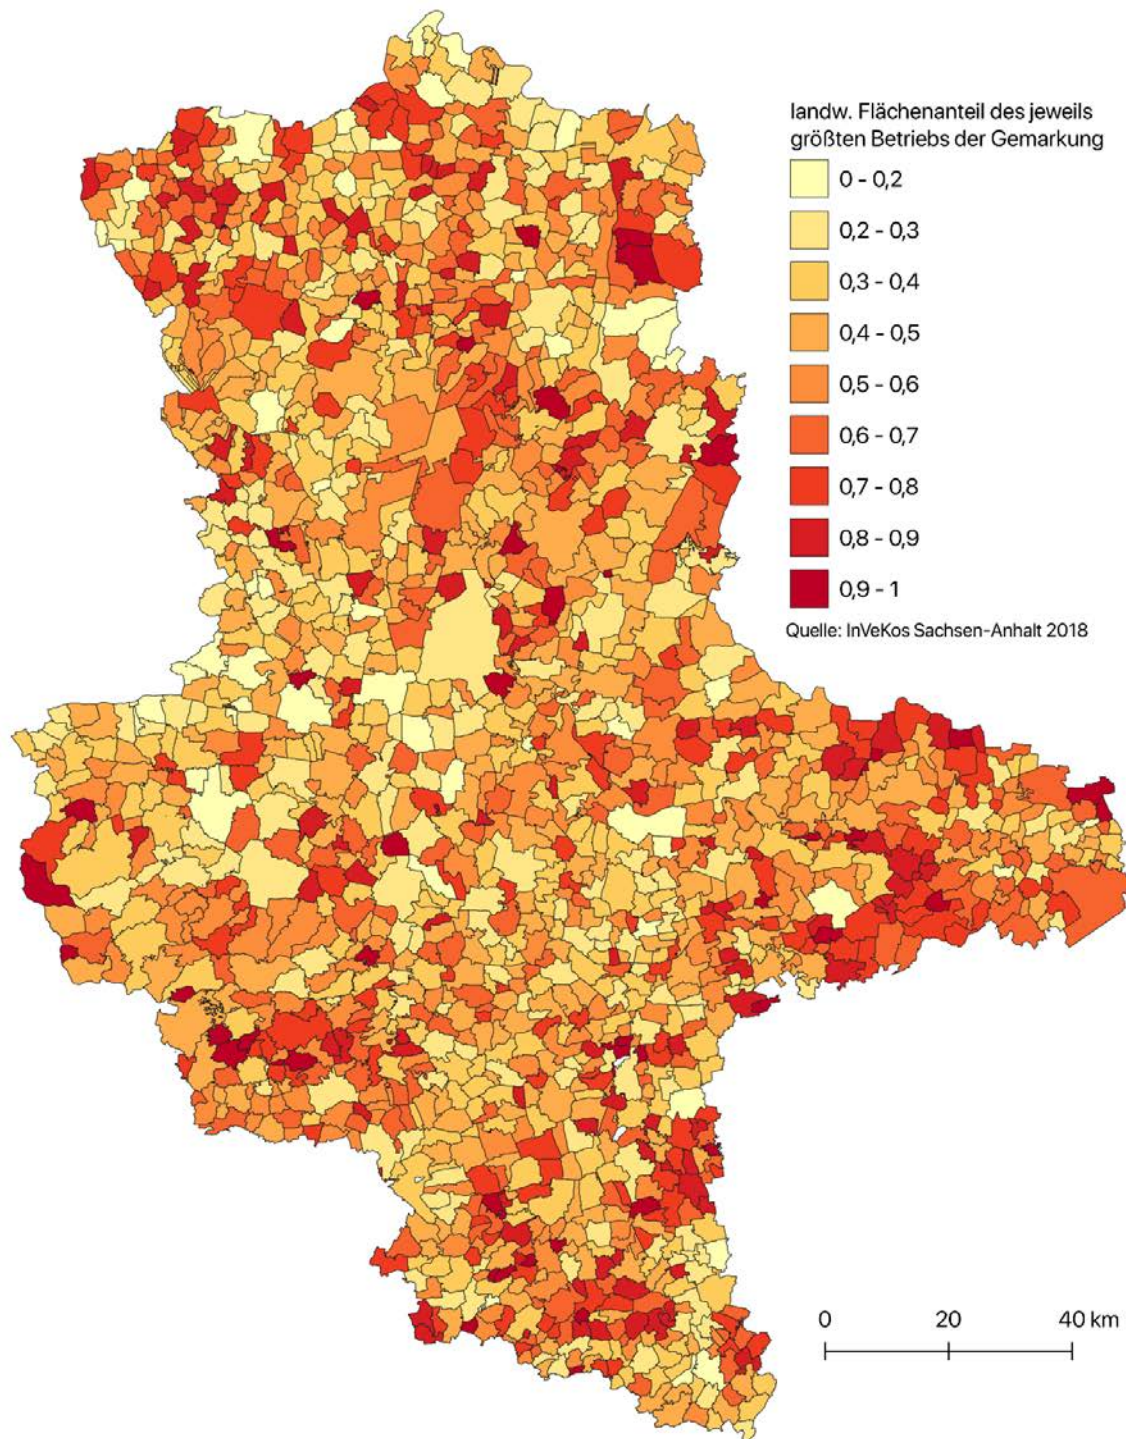 landw. Flächenanteil des jeweils
größten Betriebs der Gemarkung
0 - 0,2
0,2 - 0,3
0,3 - 0,4
0,4 - 0,5
0,5 - 0,6
0,6 - 0,7
0,7 - 0,8
0,8 - 0,9
0,9 - 1
Quelle: InVeKos Sachsen-Anhalt 2018
0 20 40 km